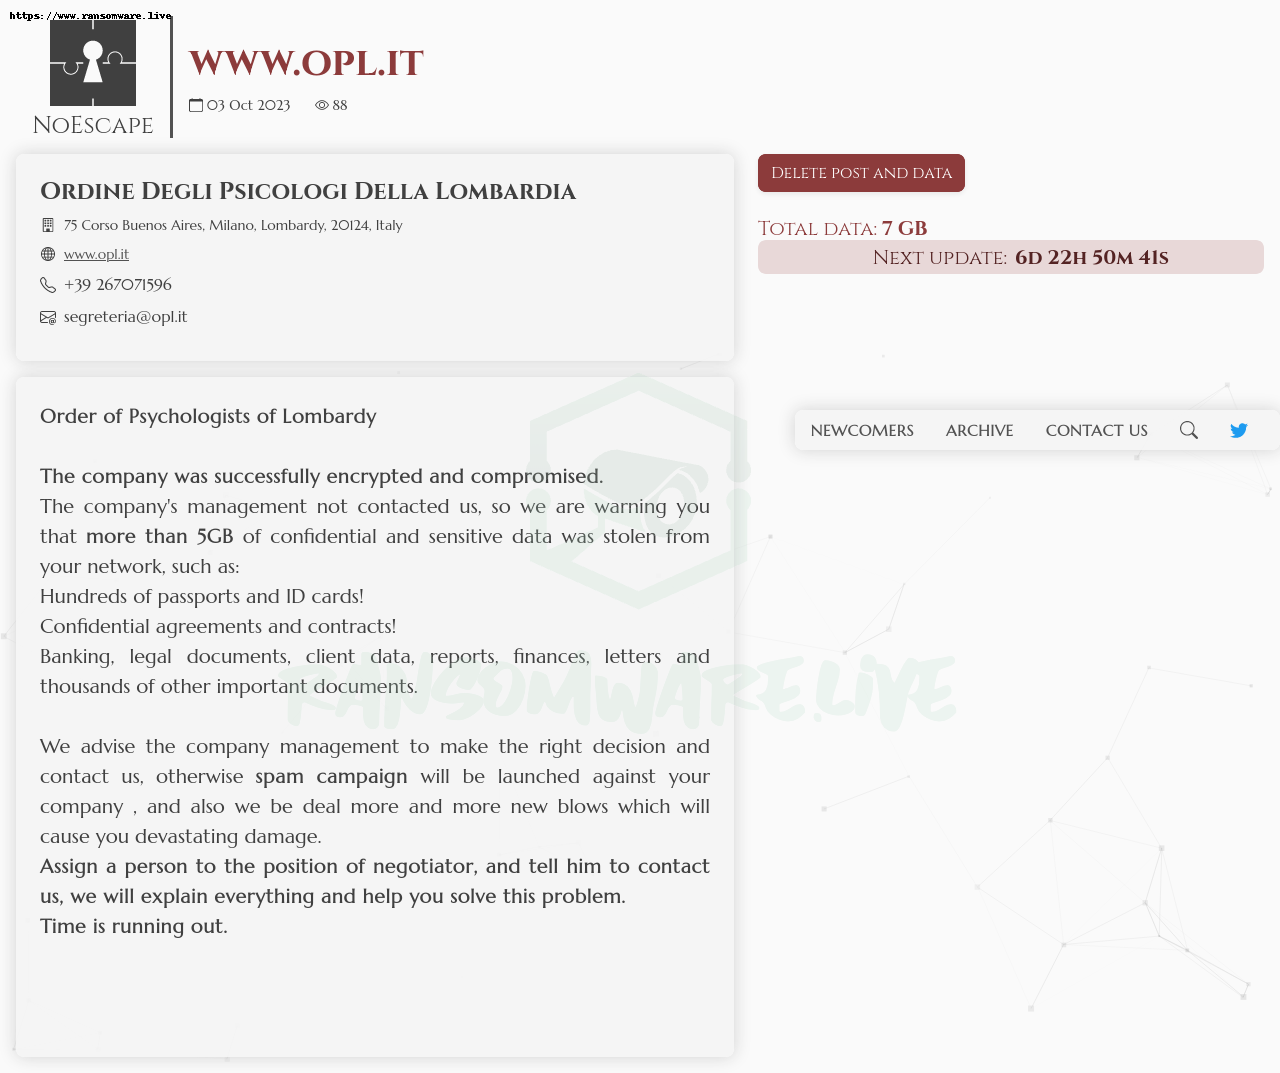 https://www.ransomware.live
NoEscape
www.opl.it
03 Oct 2023 88
Ordine Degli Psicologi Della Lombardia
75 Corso Buenos Aires, Milano, Lombardy, 20124, Italy
www.opl.it
+39 267071596
segreteria@opl.it
Delete post and data
Total data: 7 GB
Next update: 6d 22h 50m 41s
NEWCOMERS ARCHIVE CONTACT US
Order of Psychologists of Lombardy
The company was successfully encrypted and compromised.
The company's management not contacted us, so we are warning you
that more than 5GB of confidential and sensitive data was stolen from
your network, such as:
Hundreds of passports and ID cards!
Confidential agreements and contracts!
Banking, legal documents, client data, reports, finances, letters and
thousands of other important documents.
We advise the company management to make the right decision and
contact us, otherwise spam campaign will be launched against your
company , and also we be deal more and more new blows which will
cause you devastating damage.
Assign a person to the position of negotiator, and tell him to contact
us, we will explain everything and help you solve this problem.
Time is running out.
RANSOMWARE.LIVE